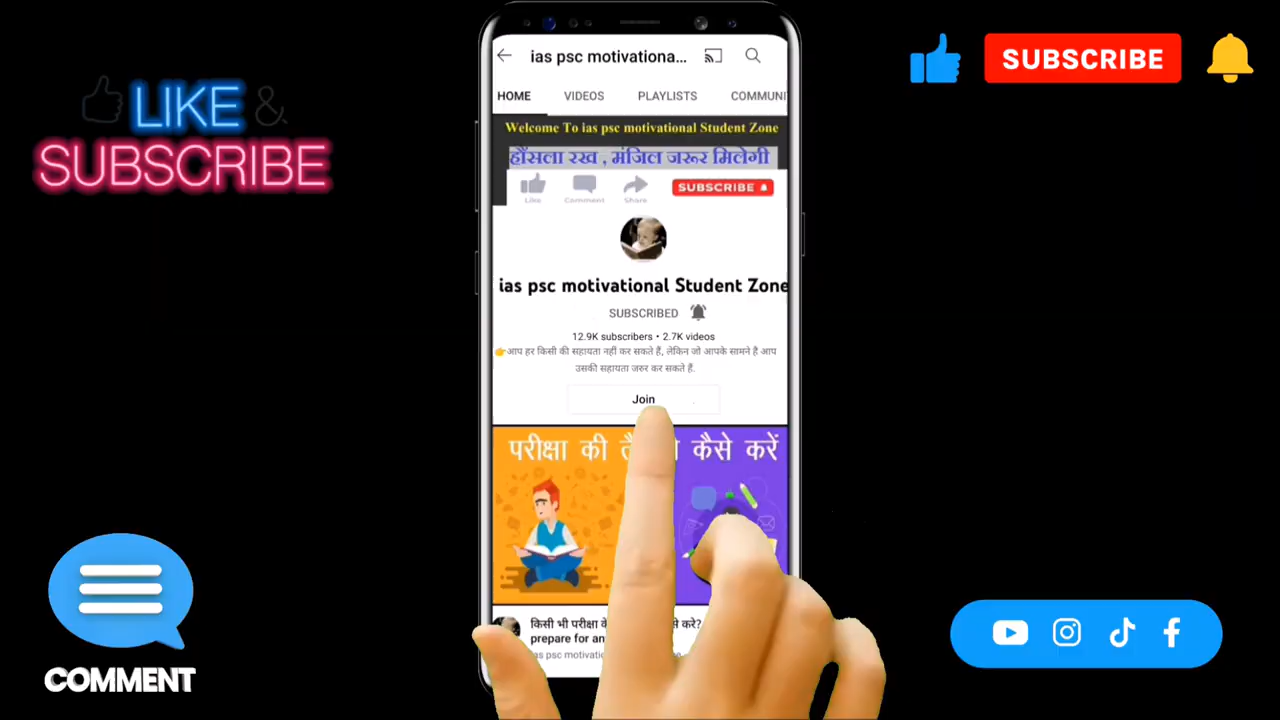 LIKE &
SUBSCRIBE
SUBSCRIBE
ias psc motivationa...
HOME VIDEOS PLAYLISTS COMMUNI
Welcome To ias psc motivational Student Zone
हौंसला रख , मंजिल जरूर मिलेगी
Like Comment Share SUBSCRIBE
ias psc motivational Student Zone
SUBSCRIBED
12.9K subscribers • 2.7K videos
👉आप हर किसी की सहायता नहीं कर सकते हैं, लेकिन जो आपके सामने है आप
उसकी सहायता जरुर कर सकते हैं.
Join
परीक्षा की कैसे करें
किसी भी परीक्षा से करे?
prepare for
ias psc motivationa
COMMENT